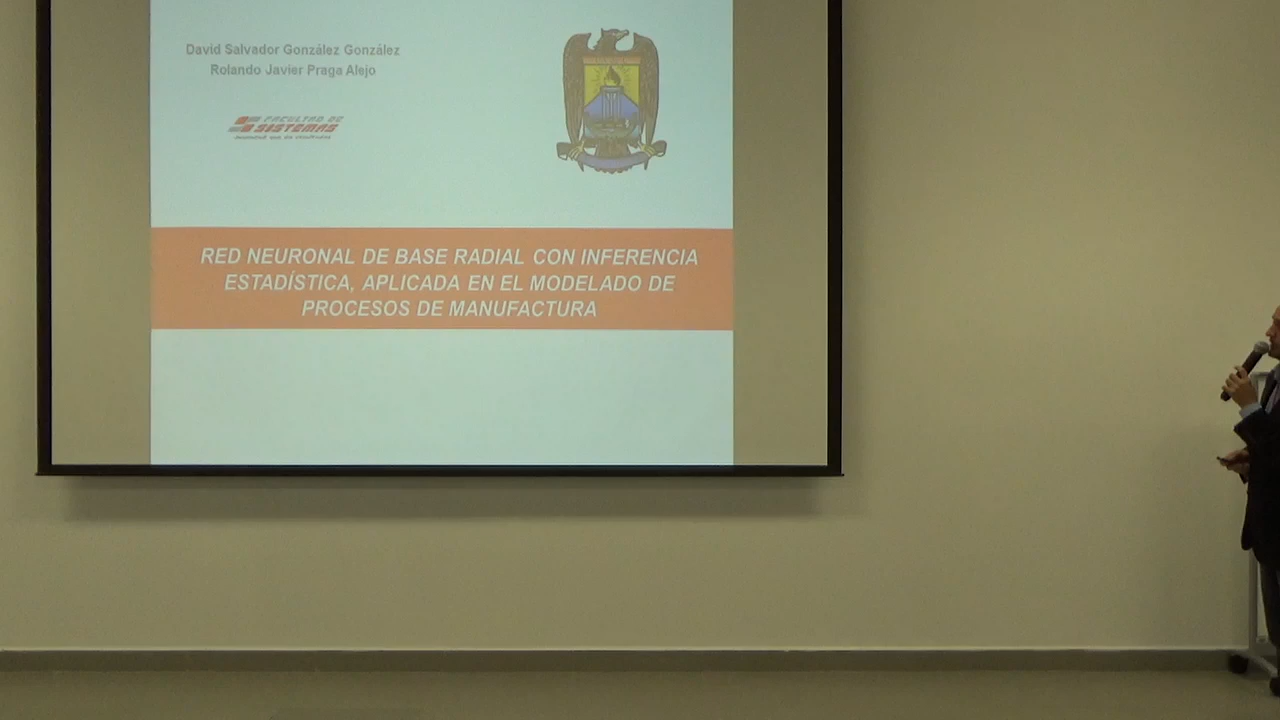 David Salvador González González
Rolando Javier Praga Alejo
FACULTAD DE
SISTEMAS
RED NEURONAL DE BASE RADIAL CON INFERENCIA
ESTADÍSTICA, APLICADA EN EL MODELADO DE
PROCESOS DE MANUFACTURA